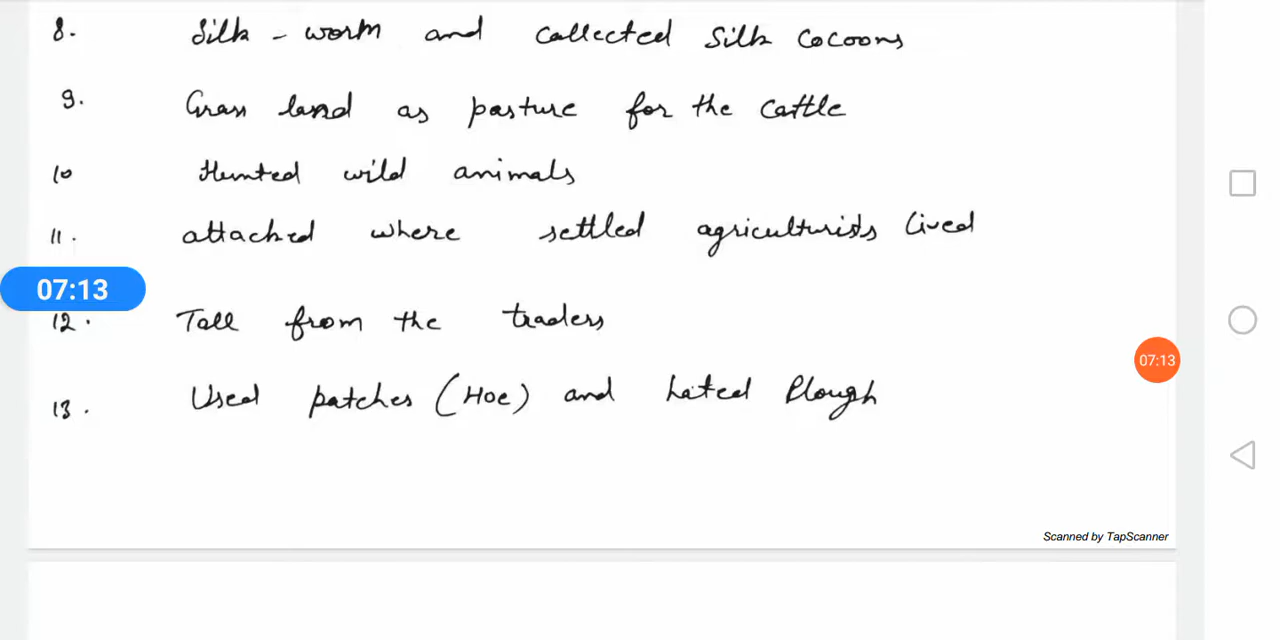 8. Silk - worm and collected Silk Cocoons
9. Grass land as pasture for the cattle
10 Hunted wild animals
11. attached where settled agriculturists lived
07:13
12. Toll from the traders
07:13
13. Used patches (Hoe) and hated Plough
Scanned by TapScanner